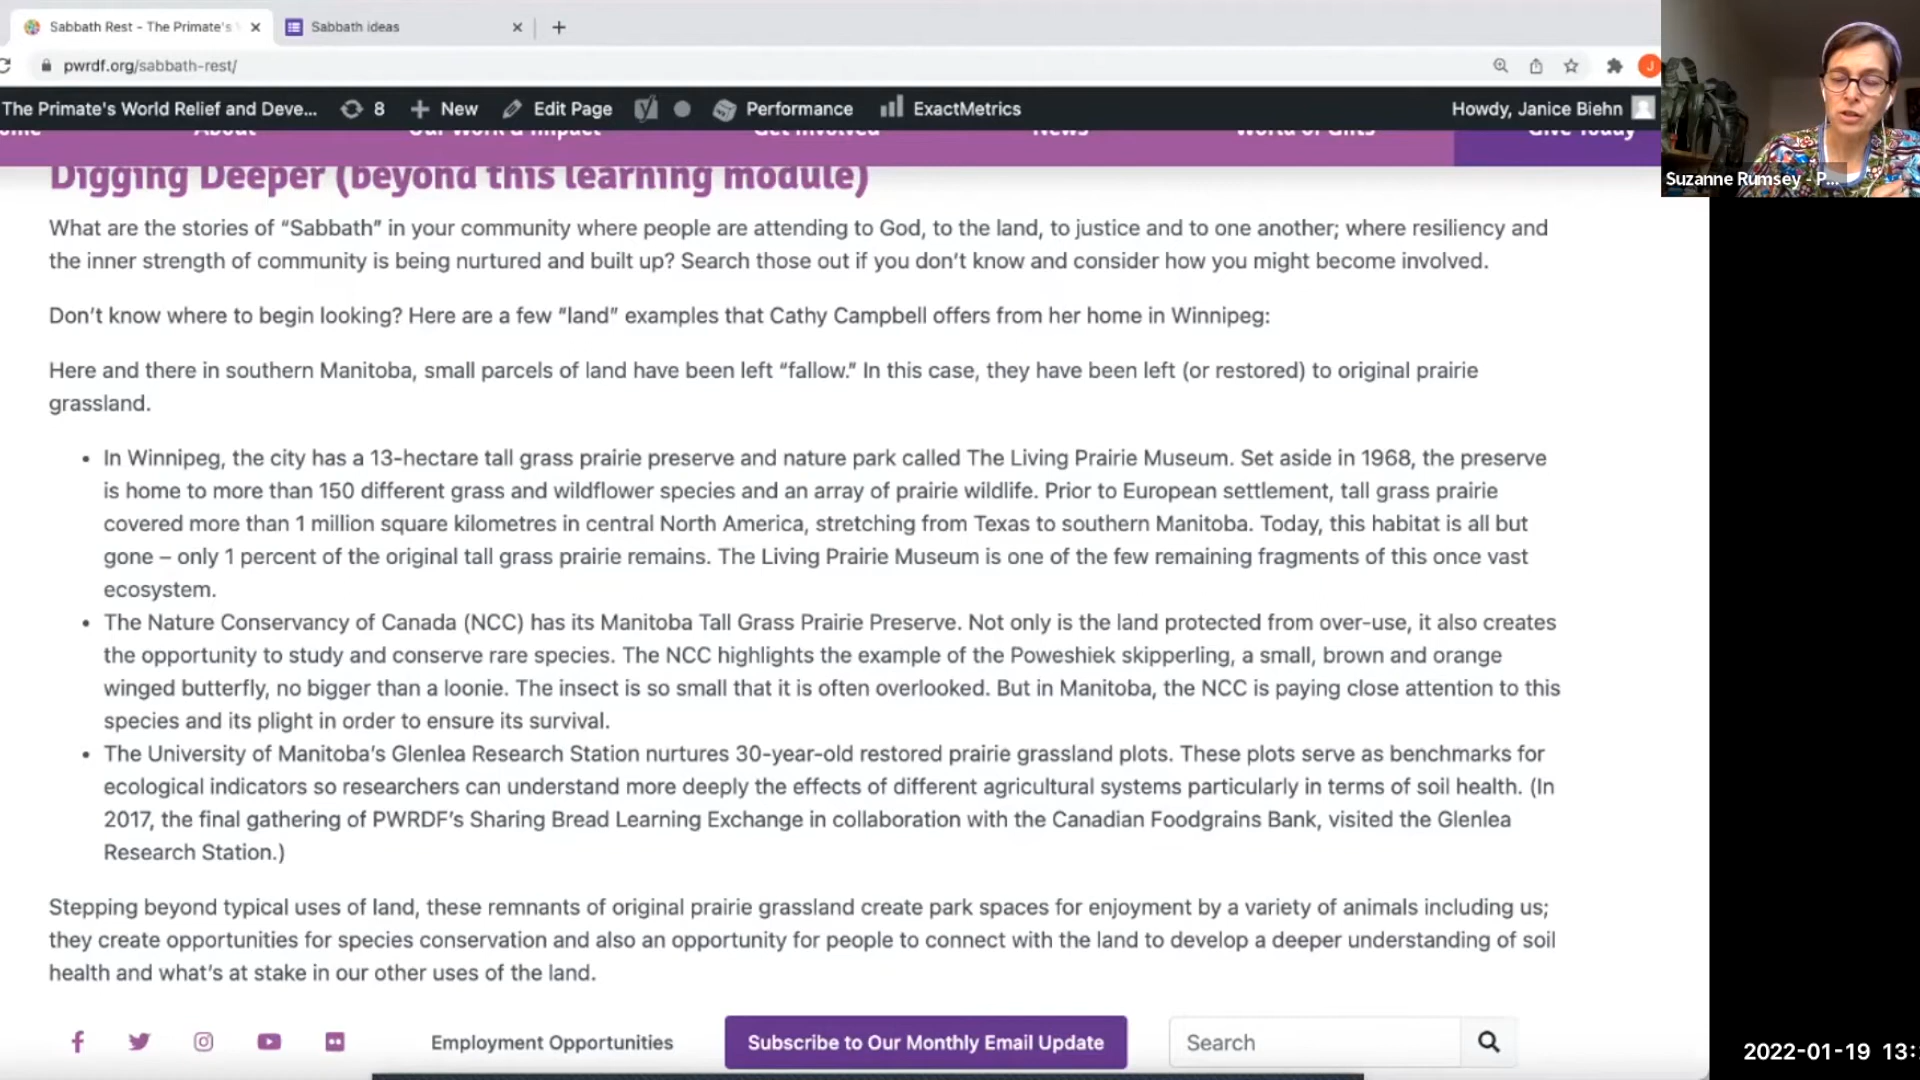 Sabbath Rest - The Primate's
Sabbath ideas
pwrdf.org/sabbath-rest/
J
The Primate's World Relief and Deve...
8
New
Edit Page
Performance
ExactMetrics
Howdy, Janice Biehn
About
Our Work & Impact
Get Involved
News
World of Gifts
Give Today
Suzanne Rumsey - P...
Digging Deeper (beyond this learning module)
What are the stories of “Sabbath” in your community where people are attending to God, to the land, to justice and to one another; where resiliency and
the inner strength of community is being nurtured and built up? Search those out if you don’t know and consider how you might become involved.
Don’t know where to begin looking? Here are a few “land” examples that Cathy Campbell offers from her home in Winnipeg:
Here and there in southern Manitoba, small parcels of land have been left “fallow.” In this case, they have been left (or restored) to original prairie
grassland.
• In Winnipeg, the city has a 13-hectare tall grass prairie preserve and nature park called The Living Prairie Museum. Set aside in 1968, the preserve
is home to more than 150 different grass and wildflower species and an array of prairie wildlife. Prior to European settlement, tall grass prairie
covered more than 1 million square kilometres in central North America, stretching from Texas to southern Manitoba. Today, this habitat is all but
gone – only 1 percent of the original tall grass prairie remains. The Living Prairie Museum is one of the few remaining fragments of this once vast
ecosystem.
• The Nature Conservancy of Canada (NCC) has its Manitoba Tall Grass Prairie Preserve. Not only is the land protected from over-use, it also creates
the opportunity to study and conserve rare species. The NCC highlights the example of the Poweshiek skipperling, a small, brown and orange
winged butterfly, no bigger than a loonie. The insect is so small that it is often overlooked. But in Manitoba, the NCC is paying close attention to this
species and its plight in order to ensure its survival.
• The University of Manitoba’s Glenlea Research Station nurtures 30-year-old restored prairie grassland plots. These plots serve as benchmarks for
ecological indicators so researchers can understand more deeply the effects of different agricultural systems particularly in terms of soil health. (In
2017, the final gathering of PWRDF’s Sharing Bread Learning Exchange in collaboration with the Canadian Foodgrains Bank, visited the Glenlea
Research Station.)
Stepping beyond typical uses of land, these remnants of original prairie grassland create park spaces for enjoyment by a variety of animals including us;
they create opportunities for species conservation and also an opportunity for people to connect with the land to develop a deeper understanding of soil
health and what’s at stake in our other uses of the land.
Employment Opportunities
Subscribe to Our Monthly Email Update
Search
2022-01-19 13: